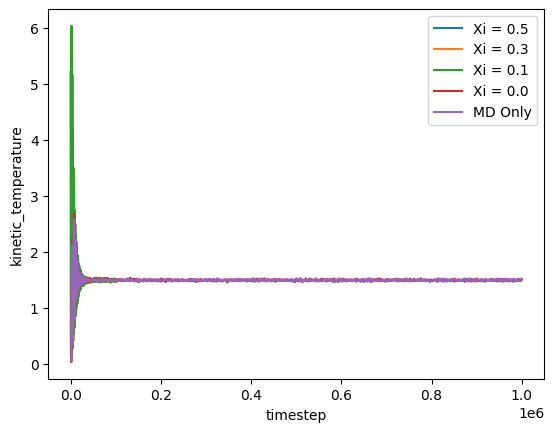 6
5
4
3
2
1
0
kinetic_temperature
Xi = 0.5
Xi = 0.3
Xi = 0.1
Xi = 0.0
MD Only
0.0 0.2 0.4 0.6 0.8 1.0
1e6
timestep